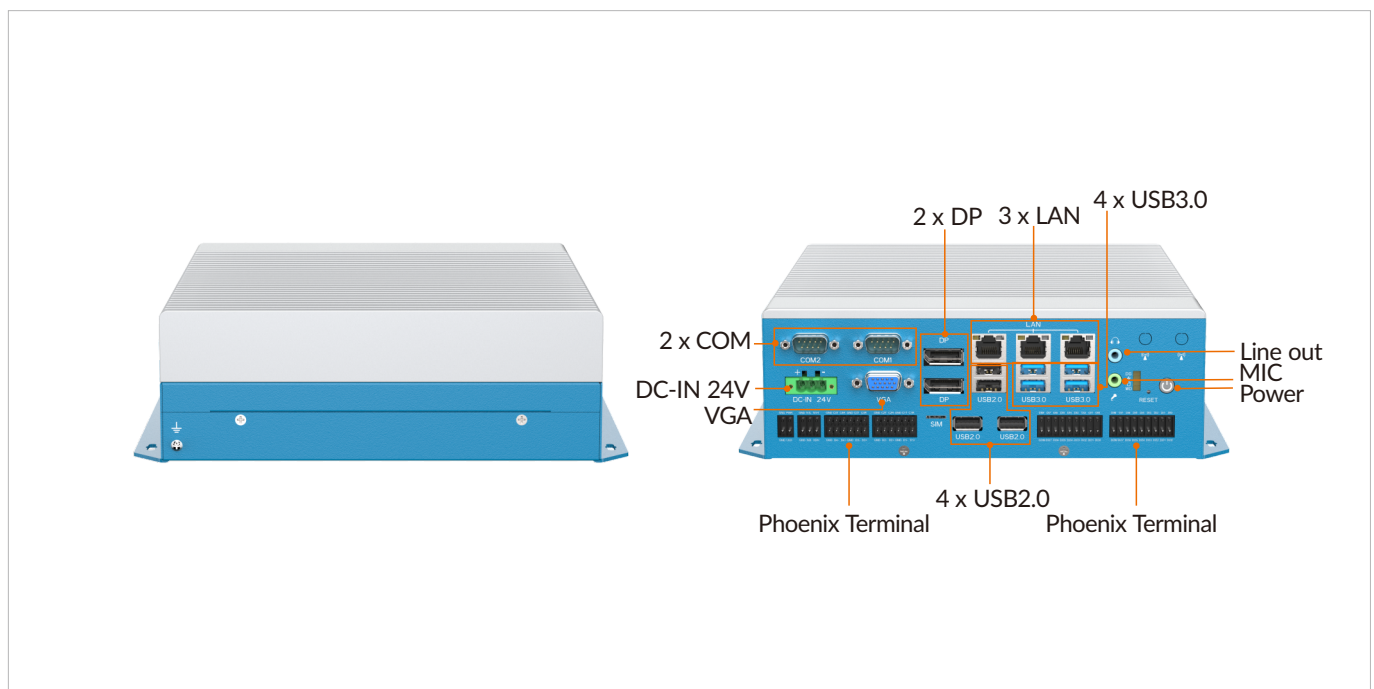 4 x USB3.0
2 x DP
3 x LAN
2 x COM
DC-IN 24V
VGA
Line out
MIC
Power
4 x USB2.0
Phoenix Terminal
Phoenix Terminal
LAN
DP
COM2
COM1
DC-IN 24V
VGA
DP
USB2.0
USB3.0
USB3.0
RESET
SIM
USB2.0
USB2.0